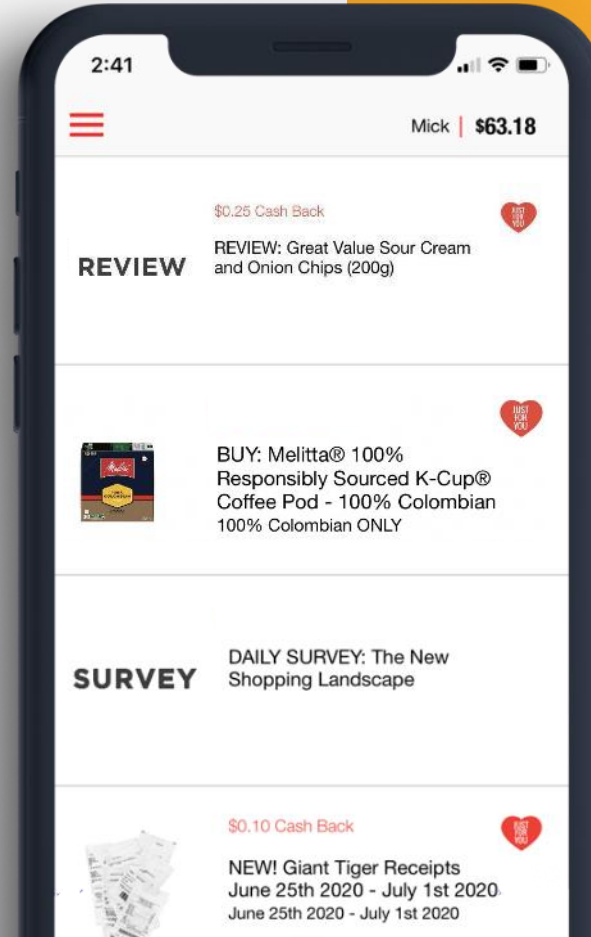 2:41
Mick | $63.18
$0.25 Cash Back
JUST
FOR
YOU
REVIEW
REVIEW: Great Value Sour Cream
and Onion Chips (200g)
JUST
FOR
YOU
Melitta
BUY: Melitta® 100%
Responsibly Sourced K-Cup®
Coffee Pod - 100% Colombian
100% Colombian ONLY
SURVEY
DAILY SURVEY: The New
Shopping Landscape
$0.10 Cash Back
JUST
FOR
YOU
NEW! Giant Tiger Receipts
June 25th 2020 - July 1st 2020
June 25th 2020 - July 1st 2020